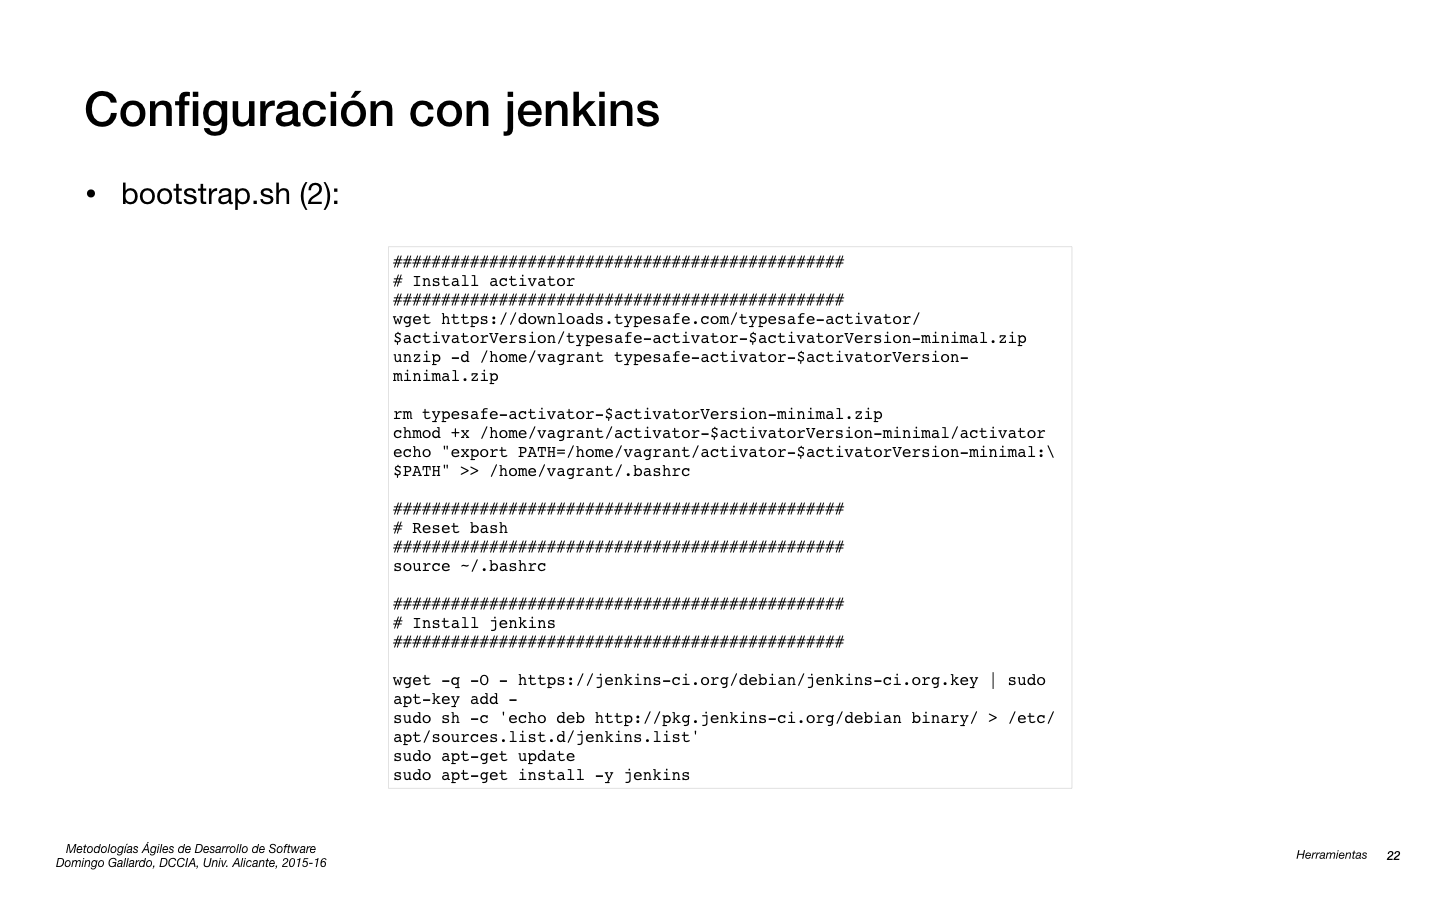 Configuración con jenkins
• bootstrap.sh (2):
###############################################
# Install activator
###############################################
wget https://downloads.typesafe.com/typesafe-activator/
$activatorVersion/typesafe-activator-$activatorVersion-minimal.zip
unzip -d /home/vagrant typesafe-activator-$activatorVersion-
minimal.zip
rm typesafe-activator-$activatorVersion-minimal.zip
chmod +x /home/vagrant/activator-$activatorVersion-minimal/activator
echo "export PATH=/home/vagrant/activator-$activatorVersion-minimal:\
$PATH" >> /home/vagrant/.bashrc
###############################################
# Reset bash
###############################################
source ~/.bashrc
###############################################
# Install jenkins
###############################################
wget -q -O - https://jenkins-ci.org/debian/jenkins-ci.org.key | sudo
apt-key add -
sudo sh -c 'echo deb http://pkg.jenkins-ci.org/debian binary/ > /etc/
apt/sources.list.d/jenkins.list'
sudo apt-get update
sudo apt-get install -y jenkins
Metodologías Ágiles de Desarrollo de Software
Domingo Gallardo, DCCIA, Univ. Alicante, 2015-16
Herramientas 22